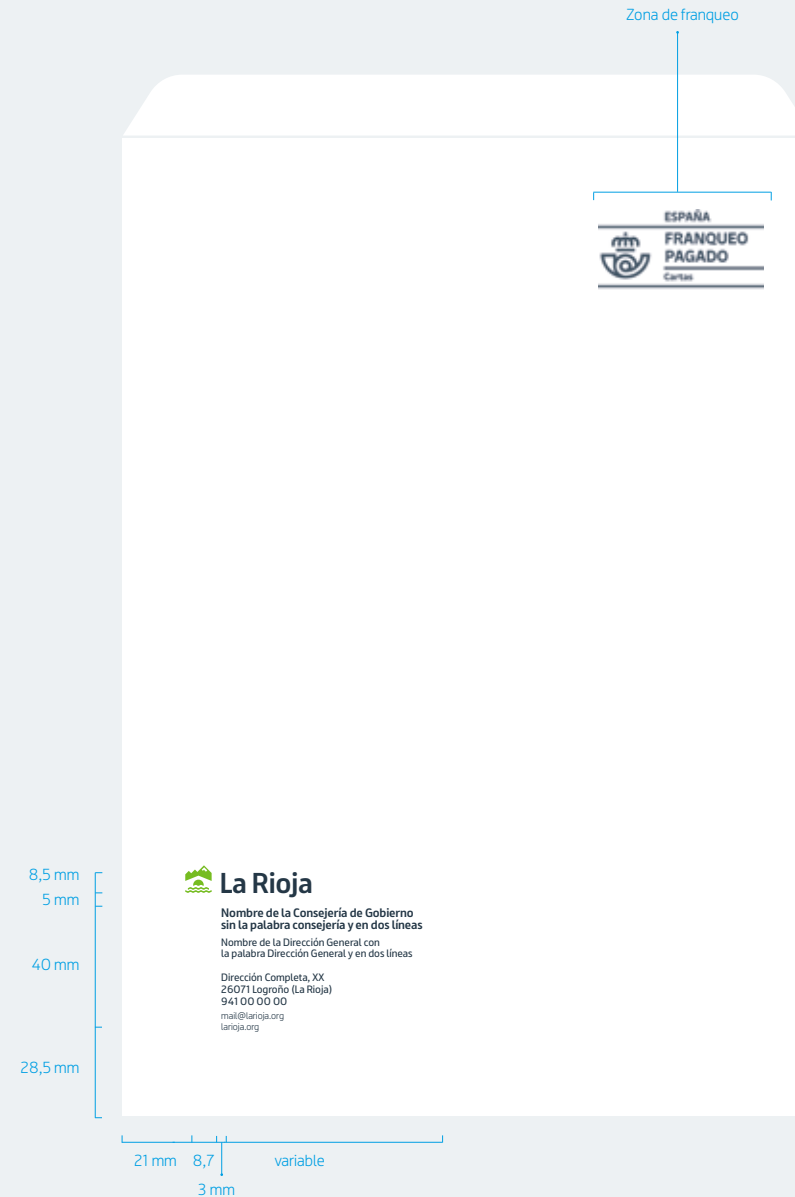 Zona de franqueo
ESPAÑA
FRANQUEO
PAGADO
Cartas
8,5 mm
5 mm
40 mm
28,5 mm
La Rioja
Nombre de la Consejería de Gobierno
sin la palabra consejería y en dos líneas
Nombre de la Dirección General con
la palabra Dirección General y en dos líneas
Dirección Completa, XX
26071 Logroño (La Rioja)
941 00 00 00
mail@larioja.org
larioja.org
21 mm
8,7
variable
3 mm